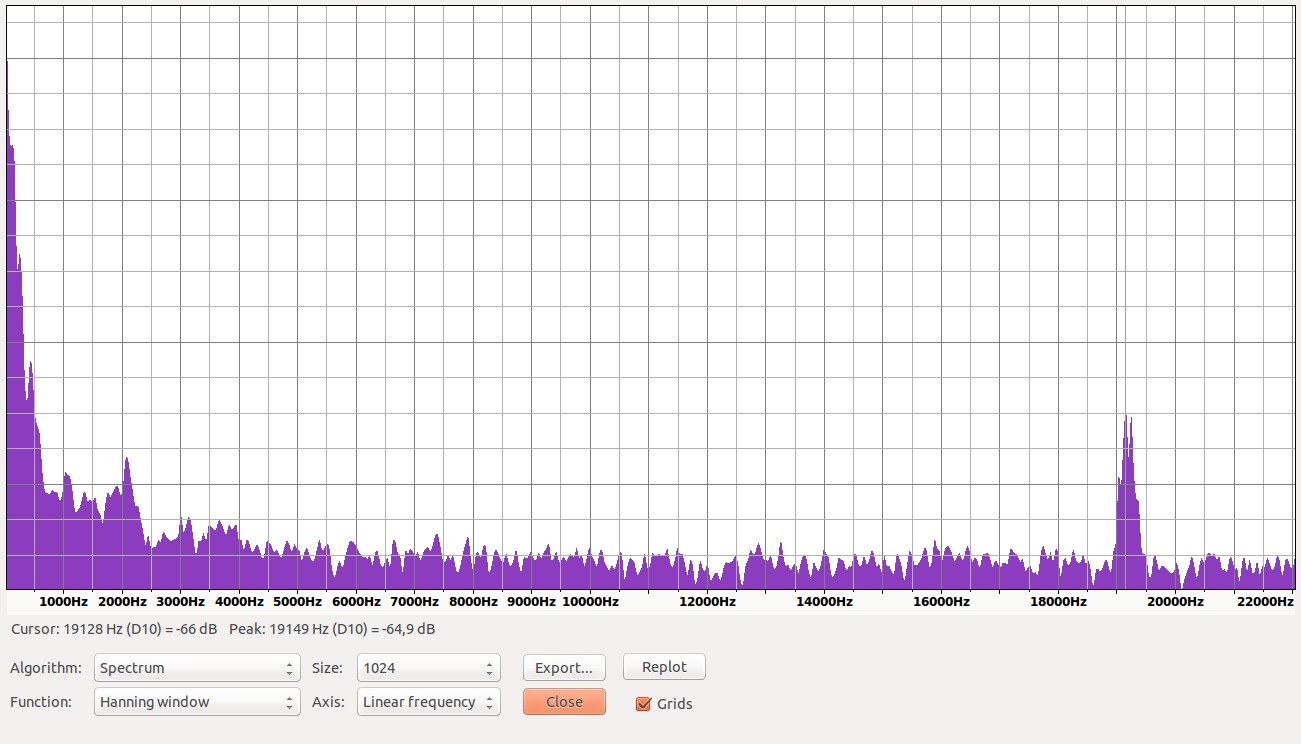 1000Hz 2000Hz 3000Hz 4000Hz 5000Hz 6000Hz 7000Hz 8000Hz 9000Hz 10000Hz 12000Hz 14000Hz 16000Hz 18000Hz 20000Hz 22000Hz
Cursor: 19128 Hz (D10) = -66 dB Peak: 19149 Hz (D10) = -64,9 dB
Algorithm: Spectrum Size: 1024 Export... Replot
Function: Hanning window Axis: Linear frequency Close Grids